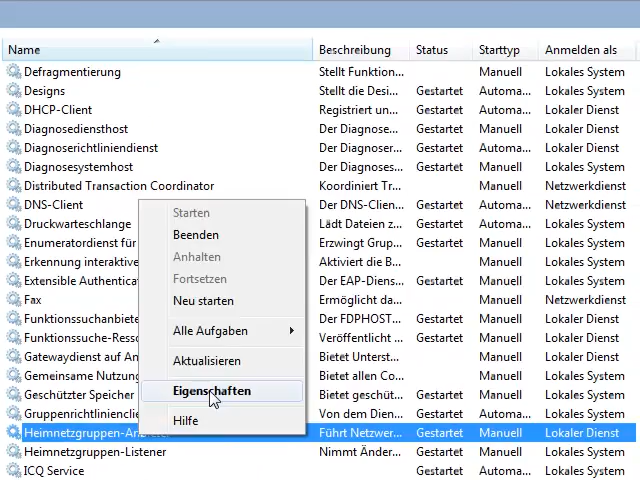 Name Beschreibung Status Starttyp Anmelden als
Defragmentierung Stellt Funktion... Manuell Lokales System
Designs Stellt die Desi... Gestartet Automa... Lokales System
DHCP-Client Registriert un... Gestartet Automa... Lokaler Dienst
Diagnosediensthost Der Diagnose... Gestartet Manuell Lokaler Dienst
Diagnoserichtliniendienst Der Diagnoser... Gestartet Automa... Lokaler Dienst
Diagnosesystemhost Der Diagnoses... Gestartet Manuell Lokales System
Distributed Transaction Coordinator Koordiniert Tr... Manuell Netzwerkdienst
DNS-Client Der DNS-Clien... Gestartet Automa... Netzwerkdienst
Druckwarteschlange Lädt Dateien z... Gestartet Automa... Lokales System
Enumeratordienst für Erzwingt Grup... Gestartet Manuell Lokales System
Erkennung interaktive Aktiviert die B... Manuell Lokales System
Extensible Authentica Der EAP-Diens... Gestartet Manuell Lokales System
Fax Ermöglicht da... Manuell Netzwerkdienst
Funktionssuchanbiete Der FDPHOST... Gestartet Manuell Lokaler Dienst
Funktionssuche-Resso Veröffentlicht ... Gestartet Manuell Lokaler Dienst
Gatewaydienst auf An Bietet Unterst... Manuell Lokaler Dienst
Gemeinsame Nutzung Bietet allen Co... Manuell Lokales System
Geschützter Speicher Bietet geschüt... Gestartet Manuell Lokales System
Gruppenrichtliniencli Von dem Dien... Gestartet Automa... Lokales System
Heimnetzgruppen-Anbieter Führt Netzwer... Gestartet Manuell Lokaler Dienst
Heimnetzgruppen-Listener Nimmt Änder... Gestartet Manuell Lokales System
ICQ Service Gestartet Automa... Lokales System
Starten
Beenden
Anhalten
Fortsetzen
Neu starten
Alle Aufgaben
Aktualisieren
Eigenschaften
Hilfe